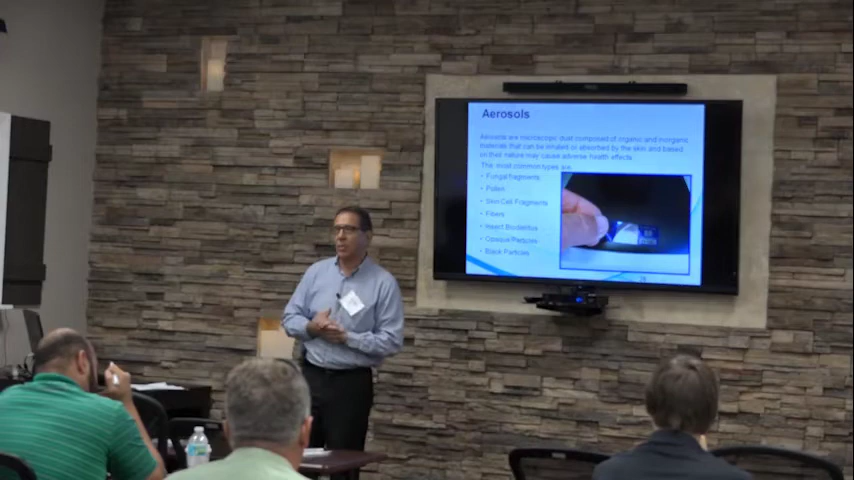 Aerosols
Aerosols are microscopic dust composed of organic and inorganic
materials that can be inhaled or absorbed by the skin and based
on their nature may cause adverse health effects.
The most common types are
• Fungal fragments
• Pollen
• Skin Cell Fragments
• Fibers
• Insect Biodetritus
• Opaque Particles
• Black Particles